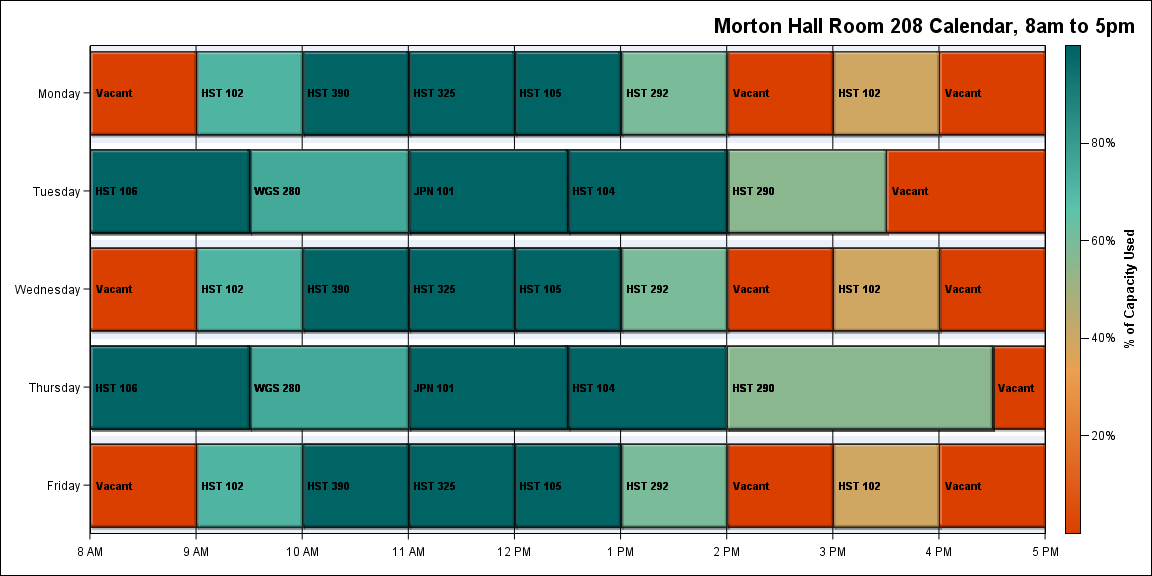 Morton Hall Room 208 Calendar, 8am to 5pm
Monday
Vacant
HST 102
HST 390
HST 325
HST 105
HST 292
Vacant
HST 102
Vacant
Tuesday
HST 106
WGS 280
JPN 101
HST 104
HST 290
Vacant
Wednesday
Vacant
HST 102
HST 390
HST 325
HST 105
HST 292
Vacant
HST 102
Vacant
Thursday
HST 106
WGS 280
JPN 101
HST 104
HST 290
Vacant
Friday
Vacant
HST 102
HST 390
HST 325
HST 105
HST 292
Vacant
HST 102
Vacant
8 AM
9 AM
10 AM
11 AM
12 PM
1 PM
2 PM
3 PM
4 PM
5 PM
80%
60%
40%
20%
% of Capacity Used